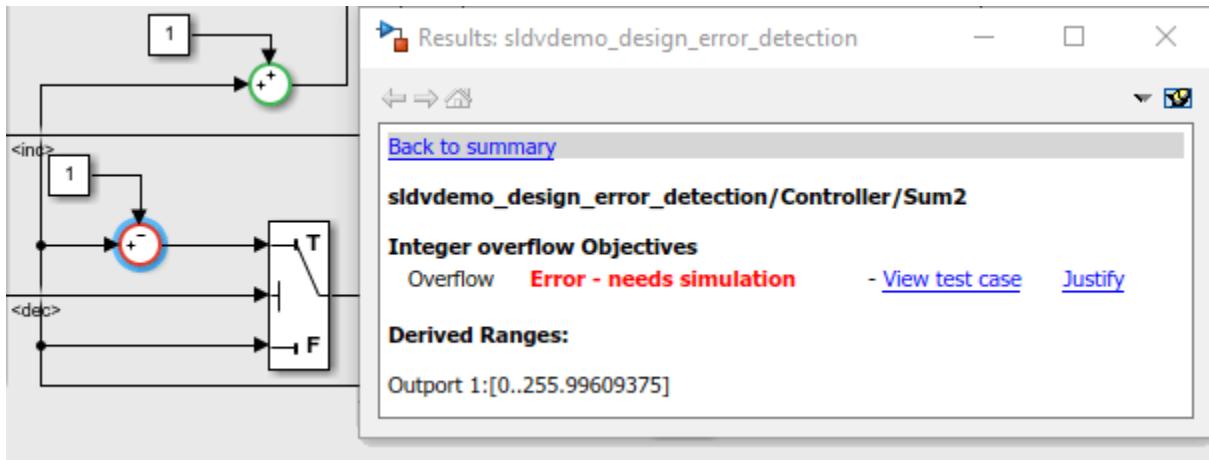 1
+
+
<inc>
1
+
-
T
<dec>
F
Results: sldvdemo_design_error_detection
Back to summary
sldvdemo_design_error_detection/Controller/Sum2
Integer overflow Objectives
Overflow Error - needs simulation - View test case Justify
Derived Ranges:
Outport 1:[0..255.99609375]